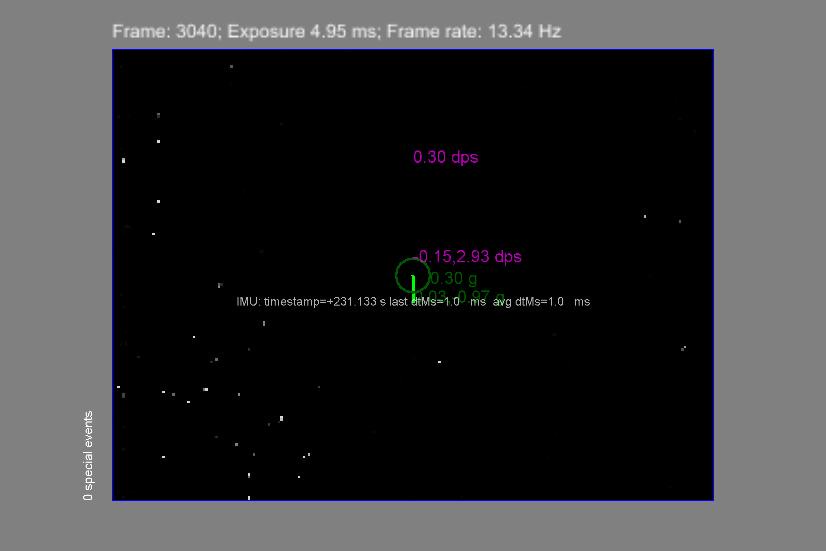 Frame: 3040; Exposure 4.95 ms; Frame rate: 13.34 Hz
0.30 dps
-0.15,2.93 dps
0.30 g
IMU: timestamp=+231.133 s last dtMs=1.0 ms avg dtMs=1.0 ms
0 special events